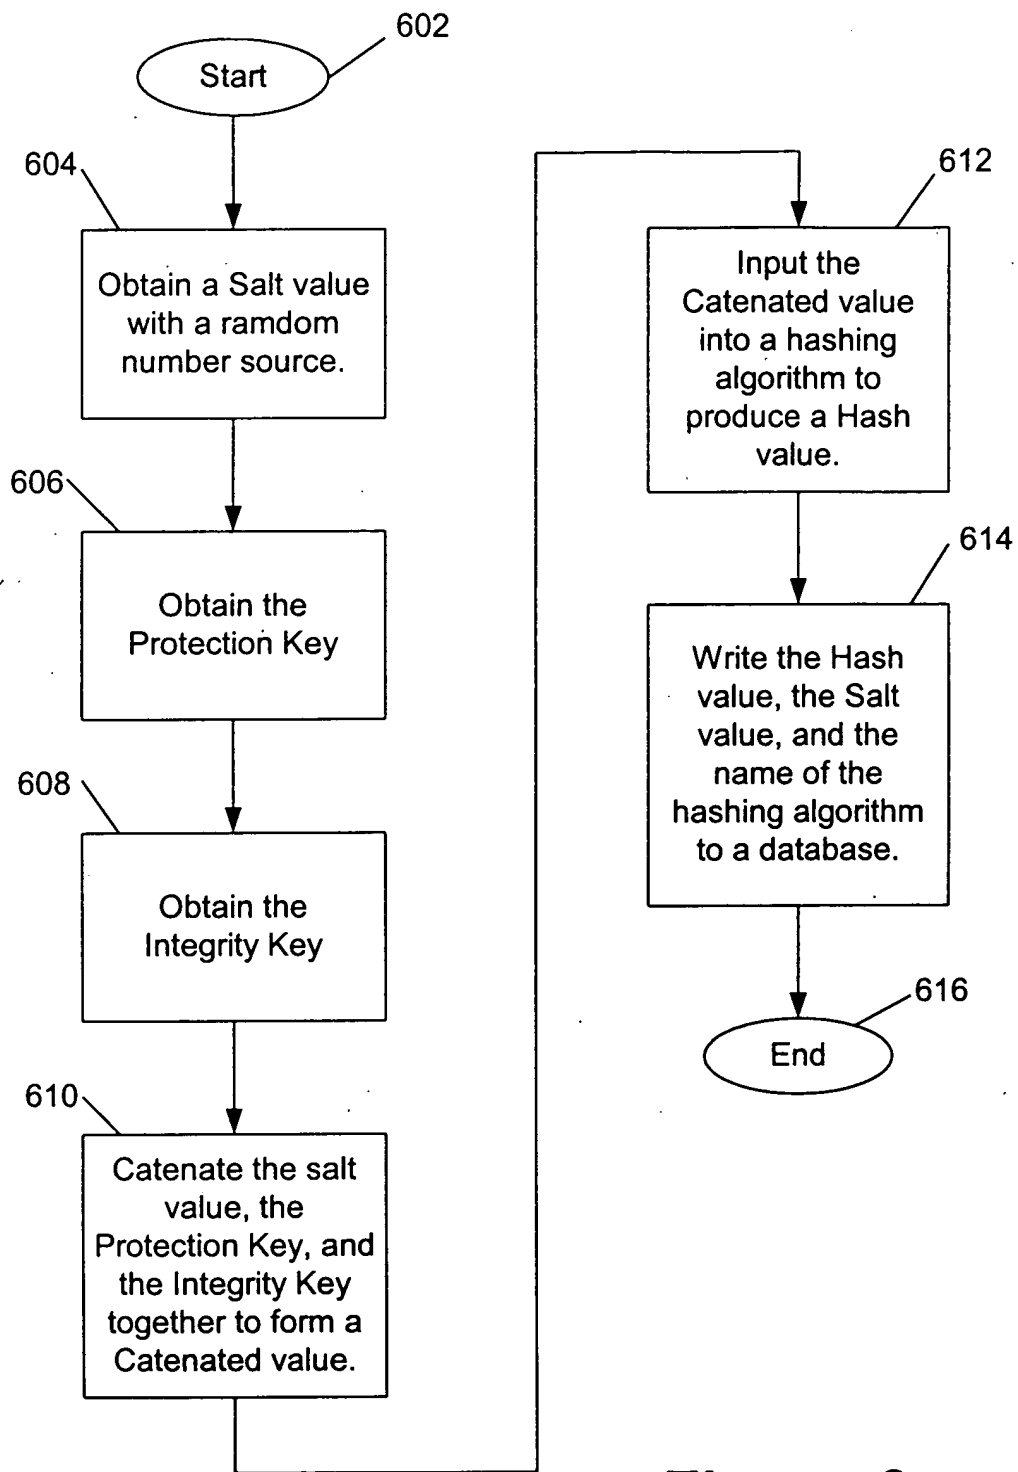 602
Start
604
Obtain a Salt value
with a ramdom
number source.
606
Obtain the
Protection Key
608
Obtain the
Integrity Key
610
Catenate the salt
value, the
Protection Key, and
the Integrity Key
together to form a
Catenated value.
612
Input the
Catenated value
into a hashing
algorithm to
produce a Hash
value.
614
Write the Hash
value, the Salt
value, and the
name of the
hashing algorithm
to a database.
616
End